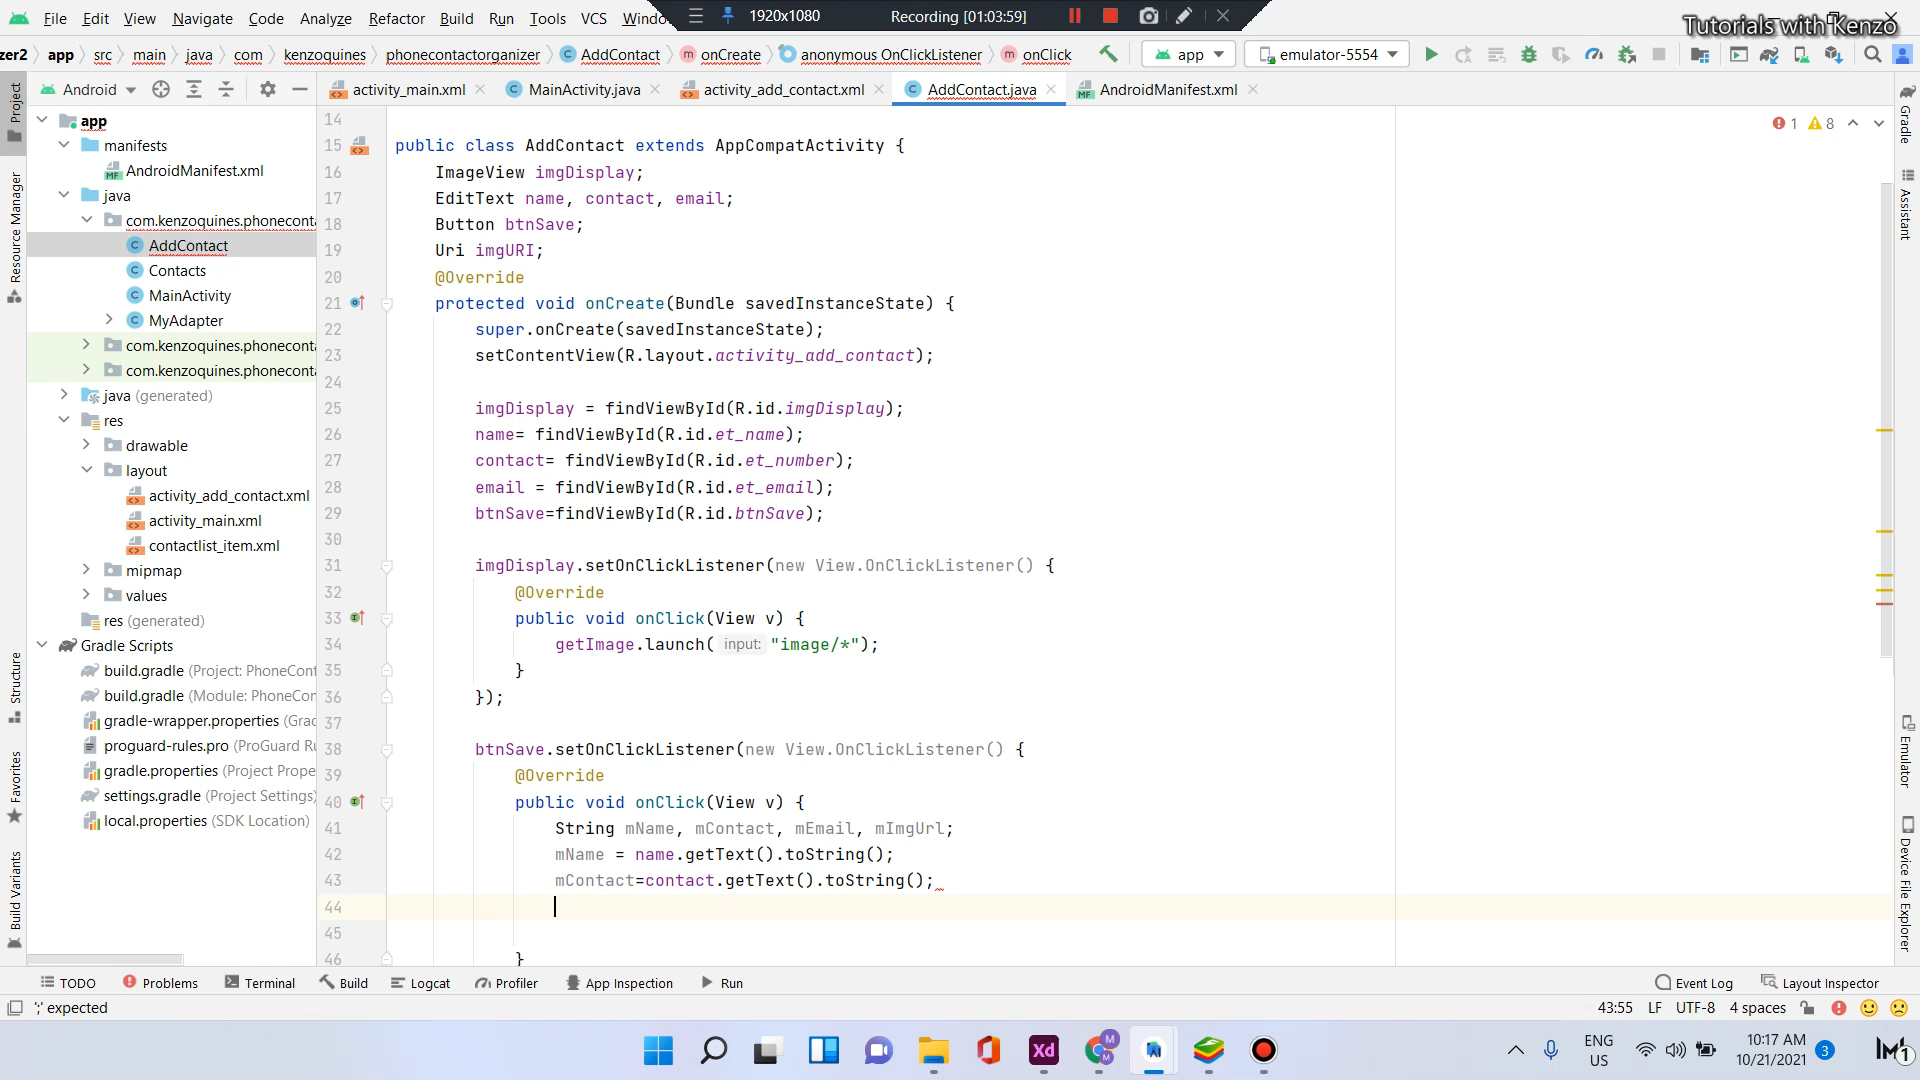 File Edit View Navigate Code Analyze Refactor Build Run Tools VCS Windo
1920x1080 Recording [01:03:59]
Tutorials with Kenzo
zer2 app src main java com kenzoquines phonecontactorganizer AddContact onCreate anonymous OnClickListener onClick app emulator-5554
Android
activity_main.xml MainActivity.java activity_add_contact.xml AddContact.java AndroidManifest.xml
Project
Resource Manager
Structure
Favorites
Build Variants
app
manifests
AndroidManifest.xml
java
com.kenzoquines.phoneconta
AddContact
Contacts
MainActivity
MyAdapter
com.kenzoquines.phoneconta
com.kenzoquines.phoneconta
java (generated)
res
drawable
layout
activity_add_contact.xml
activity_main.xml
contactlist_item.xml
mipmap
values
res (generated)
Gradle Scripts
build.gradle (Project: PhoneCont
build.gradle (Module: PhoneCon
gradle-wrapper.properties (Grad
proguard-rules.pro (ProGuard Ru
gradle.properties (Project Prope
settings.gradle (Project Settings)
local.properties (SDK Location)
1 8
14
15 public class AddContact extends AppCompatActivity {
16 ImageView imgDisplay;
17 EditText name, contact, email;
18 Button btnSave;
19 Uri imgURI;
20 @Override
21 protected void onCreate(Bundle savedInstanceState) {
22 super.onCreate(savedInstanceState);
23 setContentView(R.layout.activity_add_contact);
24
25 imgDisplay = findViewById(R.id.imgDisplay);
26 name= findViewById(R.id.et_name);
27 contact= findViewById(R.id.et_number);
28 email = findViewById(R.id.et_email);
29 btnSave=findViewById(R.id.btnSave);
30
31 imgDisplay.setOnClickListener(new View.OnClickListener() {
32 @Override
33 public void onClick(View v) {
34 getImage.launch( input: "image/*");
35 }
36 });
37
38 btnSave.setOnClickListener(new View.OnClickListener() {
39 @Override
40 public void onClick(View v) {
41 String mName, mContact, mEmail, mImgUrl;
42 mName = name.getText().toString();
43 mContact=contact.getText().toString();
44
45
46 }
Gradle
Assistant
Emulator
Device File Explorer
TODO Problems Terminal Build Logcat Profiler App Inspection Run Event Log Layout Inspector
';' expected 43:55 LF UTF-8 4 spaces
Xd
M
M
ENG
US
10:17 AM
10/21/2021
3
1